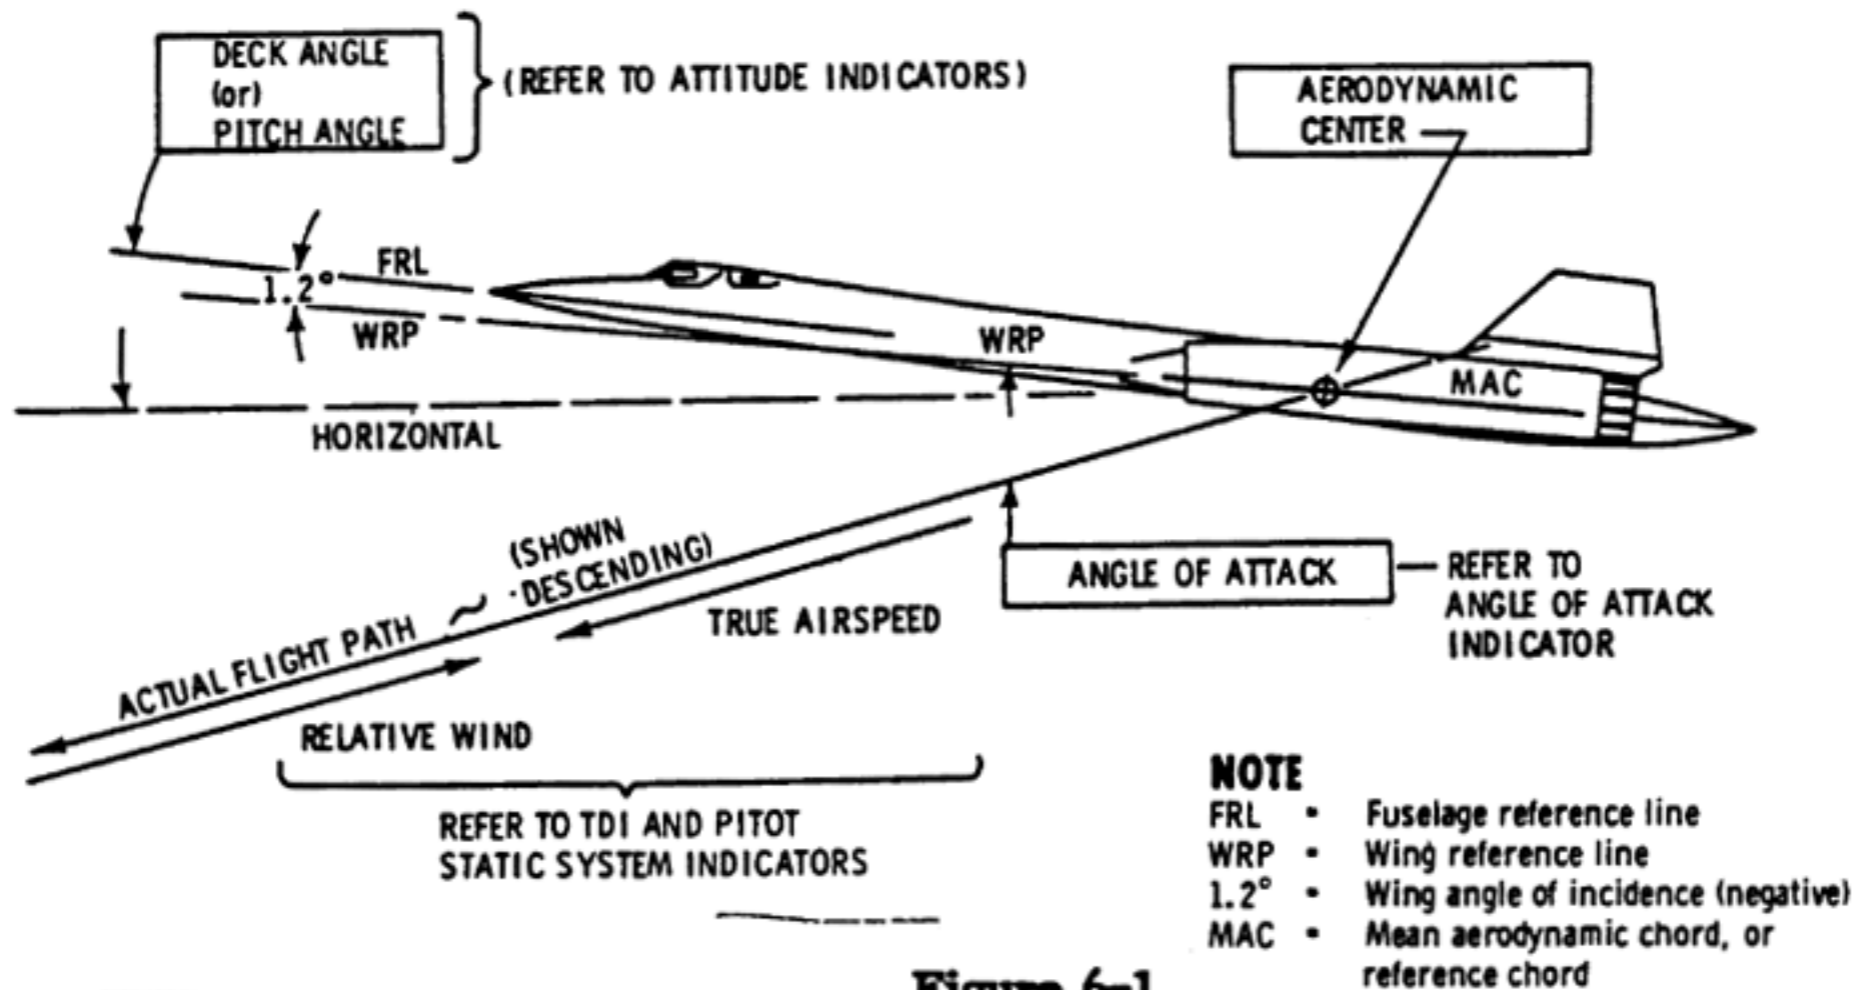 DECK ANGLE
(or)
PITCH ANGLE
(REFER TO ATTITUDE INDICATORS)
AERODYNAMIC
CENTER
FRL
1.2°
WRP
WRP
MAC
HORIZONTAL
(SHOWN
DESCENDING)
ACTUAL FLIGHT PATH
TRUE AIRSPEED
RELATIVE WIND
ANGLE OF ATTACK
REFER TO
ANGLE OF ATTACK
INDICATOR
REFER TO TDI AND PITOT
STATIC SYSTEM INDICATORS
NOTE
FRL - Fuselage reference line
WRP - Wing reference line
1.2° - Wing angle of incidence (negative)
MAC - Mean aerodynamic chord, or
reference chord
Figure 6-1